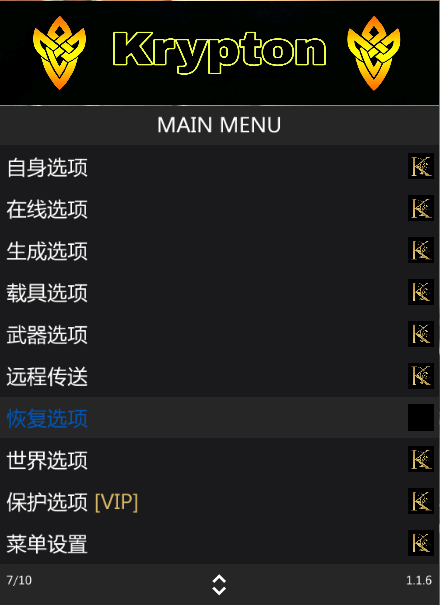 Krypton
MAIN MENU
自身选项
在线选项
生成选项
载具选项
武器选项
远程传送
恢复选项
世界选项
保护选项 [VIP]
菜单设置
7/10 1.1.6